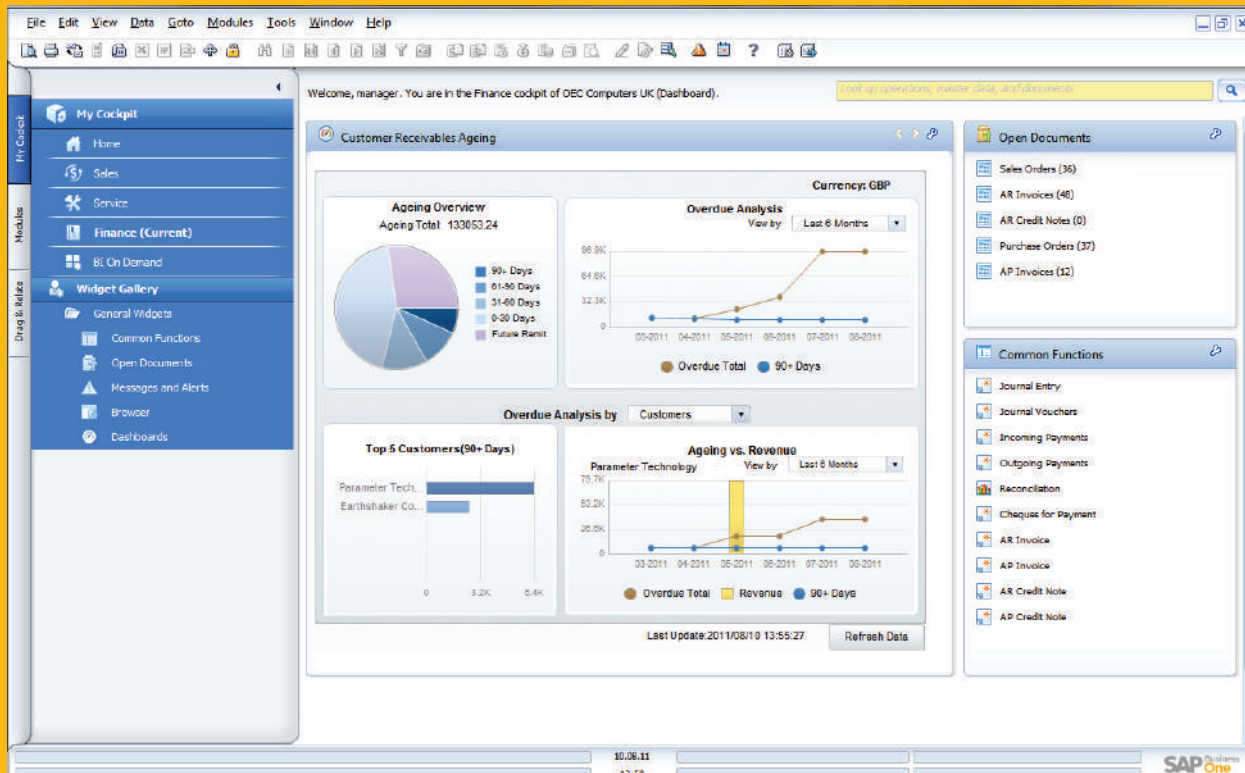 File Edit View Data Goto Modules Tools Window Help
Welcome, manager. You are in the Finance cockpit of OEC Computers UK (Dashboard).
Look up operations, master data, and documents
My Cockpit
Modules
Drag & Relate
My Cockpit
Home
Sales
Service
Finance (Current)
BI On Demand
Widget Gallery
General Widgets
Common Functions
Open Documents
Messages and Alerts
Browser
Dashboards
Customer Receivables Ageing
Currency: GBP
Ageing Overview
Ageing Total: 133053.24
90+ Days
61-90 Days
31-60 Days
0-30 Days
Future Remit
Overdue Analysis
View by Last 6 Months
96.9K
64.6K
32.3K
0
03-2011 04-2011 05-2011 06-2011 07-2011 08-2011
Overdue Total 90+ Days
Overdue Analysis by Customers
Top 5 Customers(90+ Days)
Parameter Tech...
Earthshaker Co...
0 3.2K 6.4K
Ageing vs. Revenue
Parameter Technology View by Last 6 Months
79.7K
53.2K
26.6K
0
03-2011 04-2011 05-2011 06-2011 07-2011 08-2011
Overdue Total Revenue 90+ Days
Last Update:2011/08/10 13:55:27 Refresh Data
Open Documents
Sales Orders (36)
AR Invoices (48)
AR Credit Notes (0)
Purchase Orders (37)
AP Invoices (12)
Common Functions
Journal Entry
Journal Vouchers
Incoming Payments
Outgoing Payments
Reconciliation
Cheques for Payment
AR Invoice
AP Invoice
AR Credit Note
AP Credit Note
10.08.11
SAP Business One